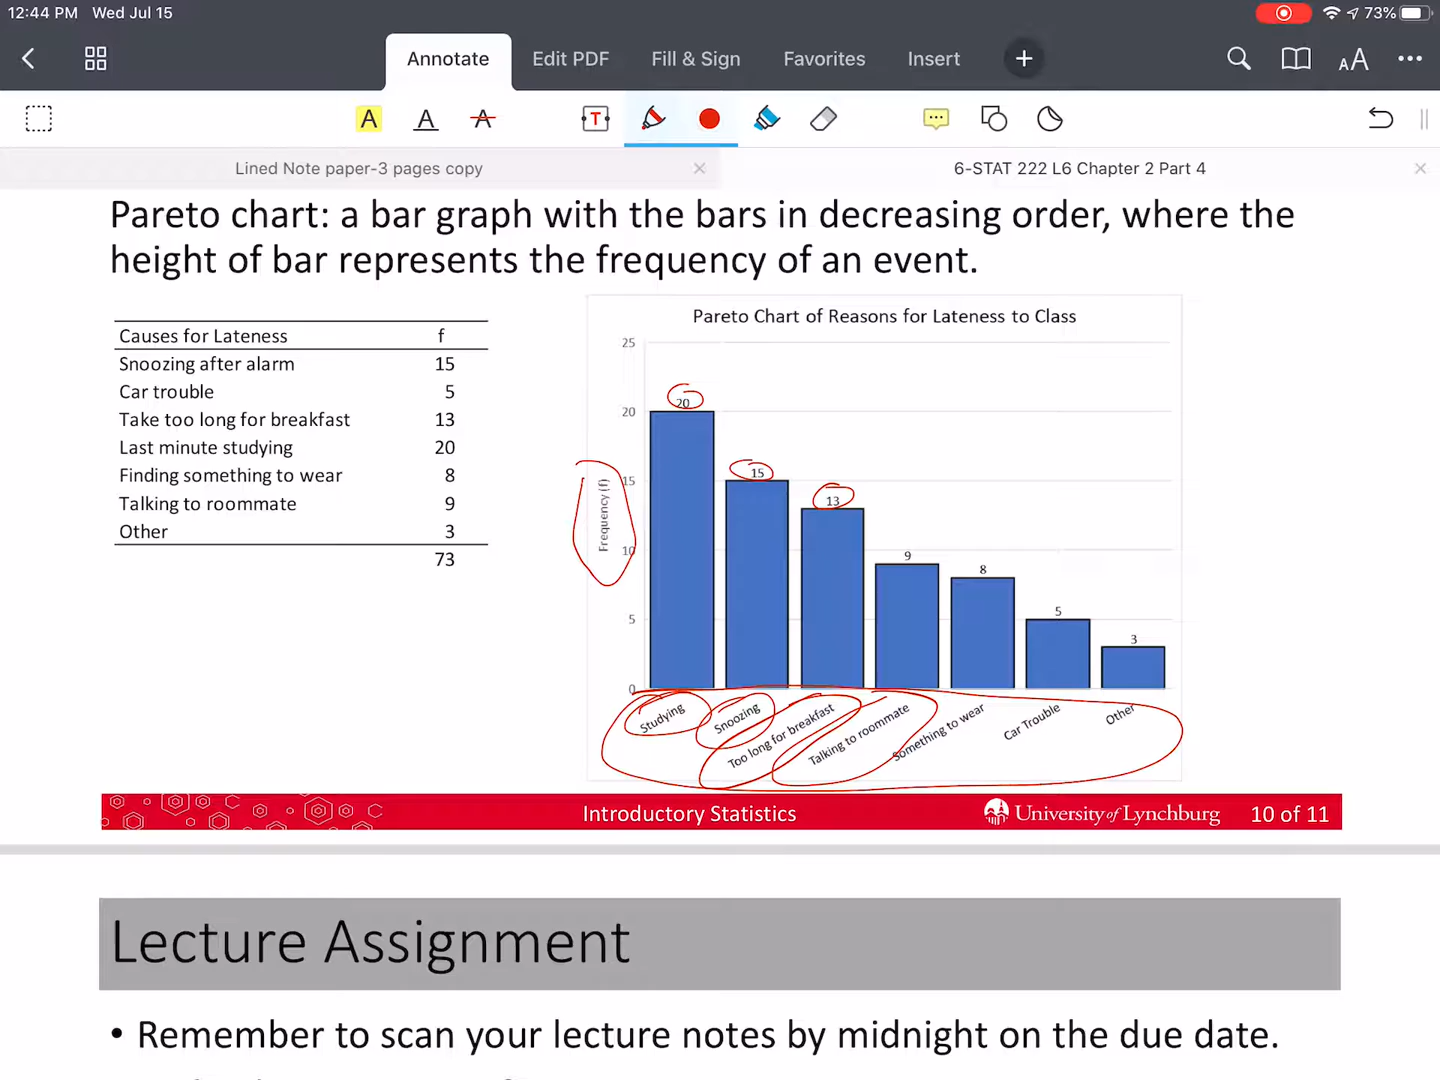 12:44 PM Wed Jul 15
73%
Annotate Edit PDF Fill & Sign Favorites Insert +
AA
A A A T
Lined Note paper-3 pages copy
6-STAT 222 L6 Chapter 2 Part 4
Pareto chart: a bar graph with the bars in decreasing order, where the
height of bar represents the frequency of an event.
Causes for Lateness f
Snoozing after alarm 15
Car trouble 5
Take too long for breakfast 13
Last minute studying 20
Finding something to wear 8
Talking to roommate 9
Other 3
73
Pareto Chart of Reasons for Lateness to Class
Frequency (f)
25
20
15
10
5
0
20
15
13
9
8
5
3
Studying
Snoozing
Too long for breakfast
Talking to roommate
Something to wear
Car Trouble
Other
Introductory Statistics
University of Lynchburg
10 of 11
Lecture Assignment
• Remember to scan your lecture notes by midnight on the due date.